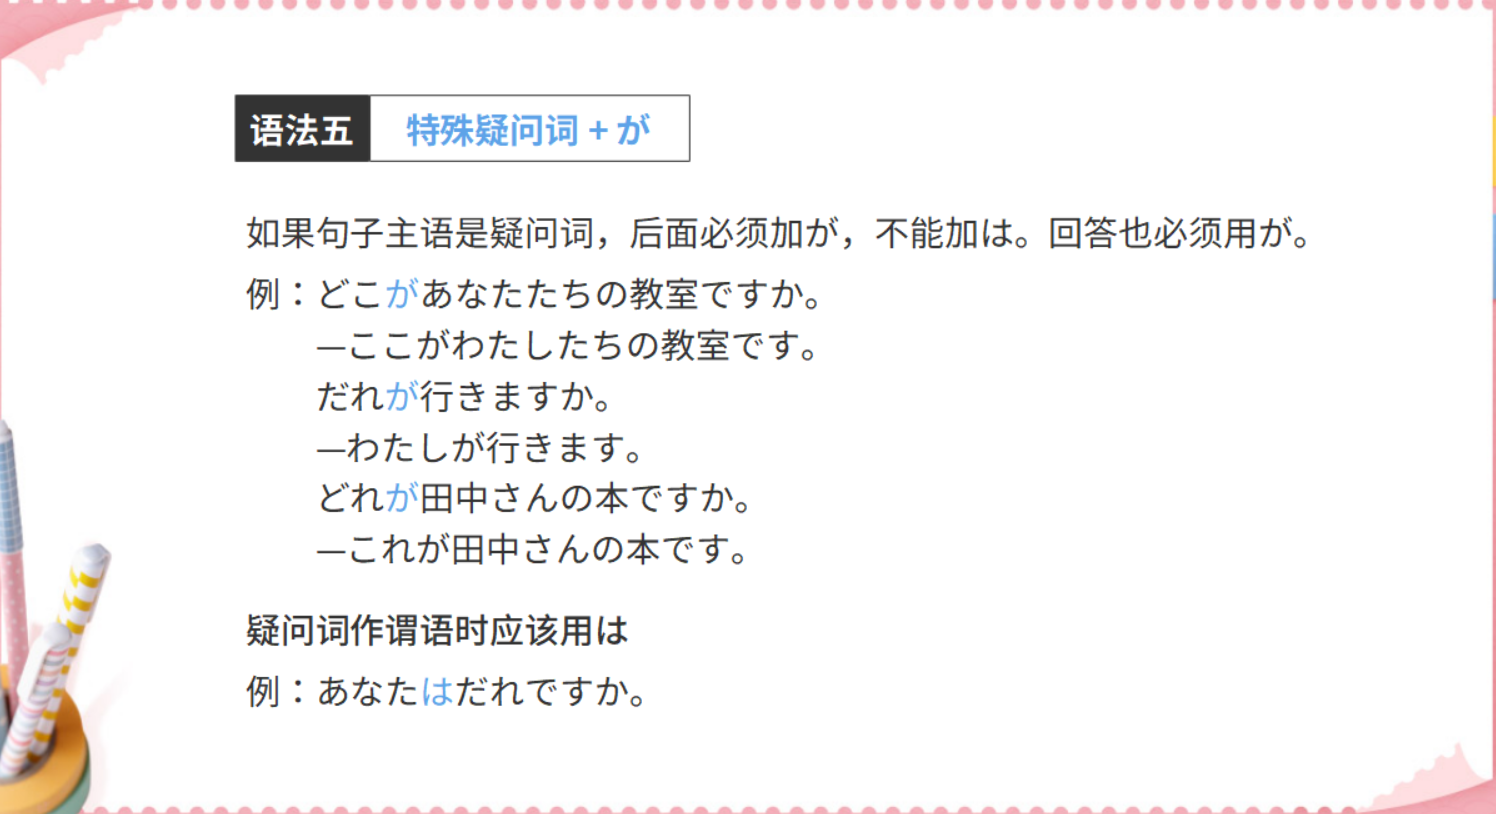 语法五 特殊疑问词 + が
如果句子主语是疑问词，后面必须加が，不能加は。回答也必须用が。
例：どこがあなたたちの教室ですか。
—ここがわたしたちの教室です。
だれが行きますか。
—わたしが行きます。
どれが田中さんの本ですか。
—これが田中さんの本です。
疑问词作谓语时应该用は
例：あなたはだれですか。